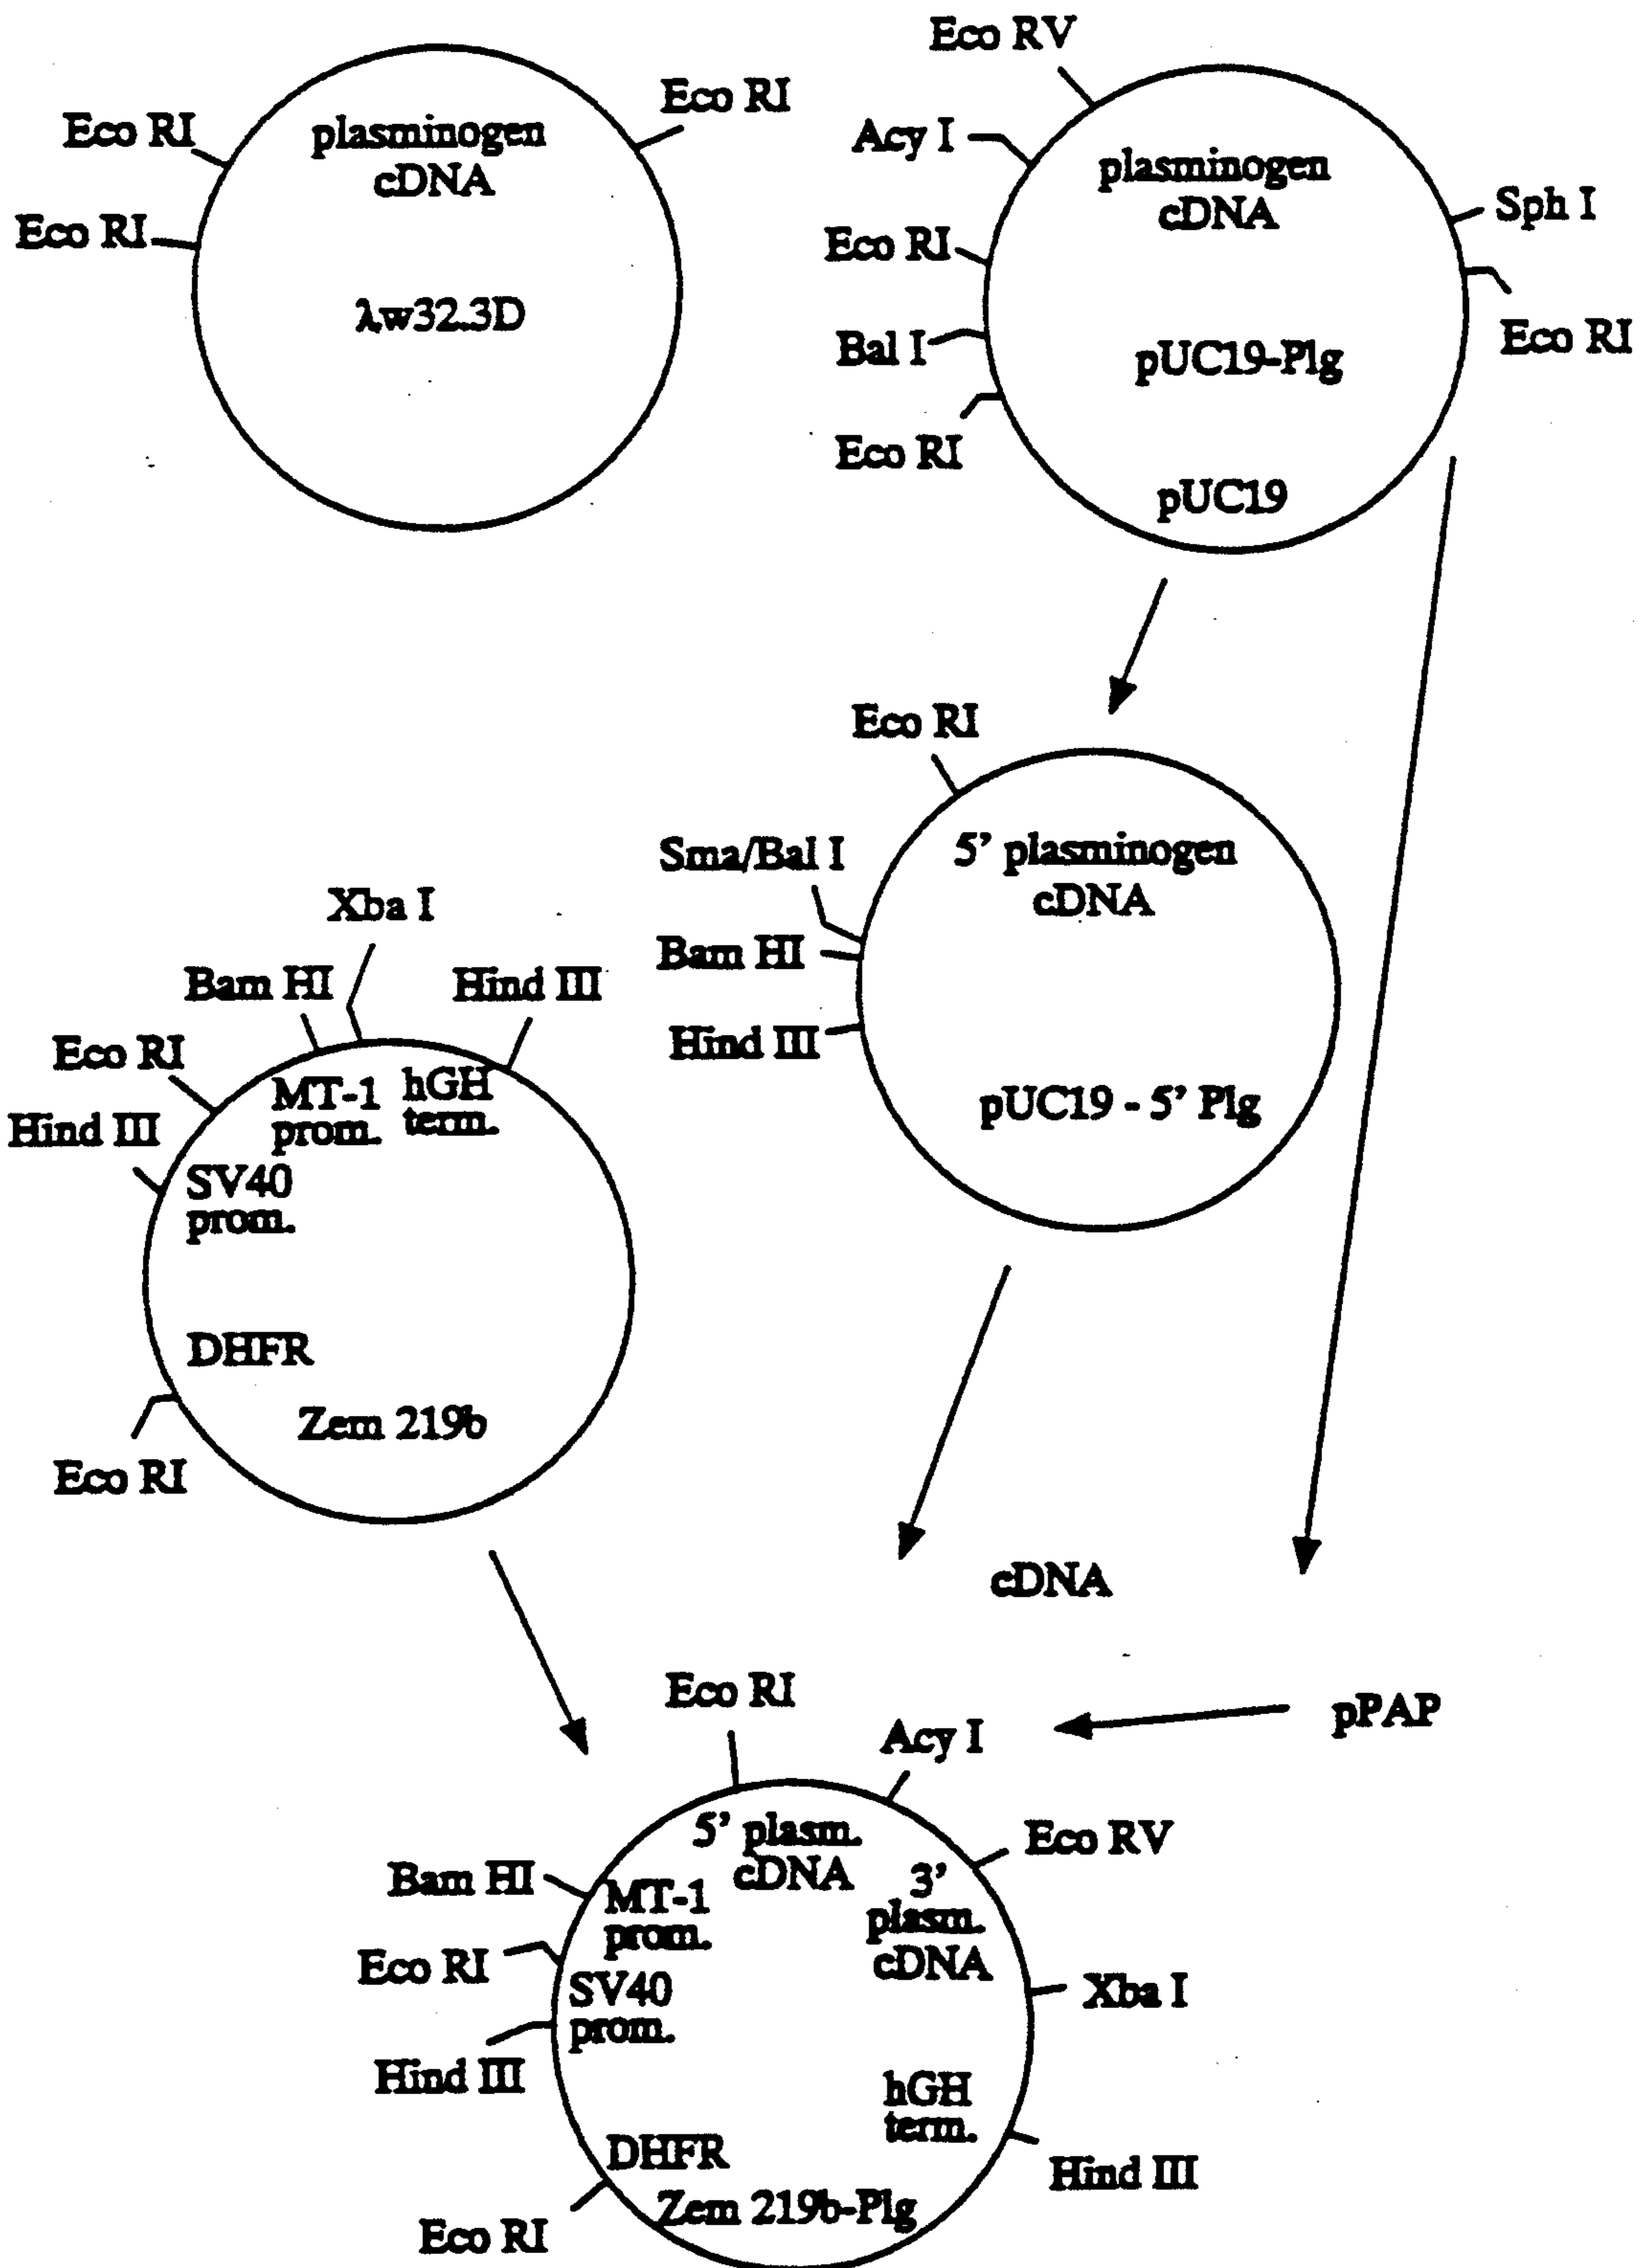 Eco RI
Eco RI
plasminogen
cDNA
Eco RI
λw32.3D
Eco RV
Acy I
plasminogen
cDNA
Sph I
Eco RI
Bal I
pUC19-Plg
Eco RI
Eco RI
pUC19
Eco RI
Sma/Bal I
5' plasminogen
cDNA
Bam HI
Hind III
pUC19 - 5' Plg
Xba I
Bam HI
Hind III
Eco RI
MT-1
prom.
hGH
term.
Hind III
SV40
prom.
DHFR
Zem 219b
Eco RI
cDNA
pPAP
Eco RI
Acy I
5' plasm.
cDNA
Eco RV
Bam HI
MT-1
prom.
3'
plasm.
cDNA
Eco RI
SV40
prom.
Xba I
Hind III
hGH
term.
DHFR
Hind III
Zem 219b-Plg
Eco RI